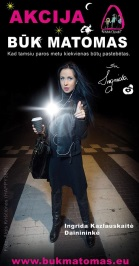 AKCIJA
BŪK MATOMAS
Kad tamsiu paros metu kiekvienas būtų pastebėtas.
Ingrida
Ingrida Kazlauskaitė
Dainininkė
www.bukmatomas.eu